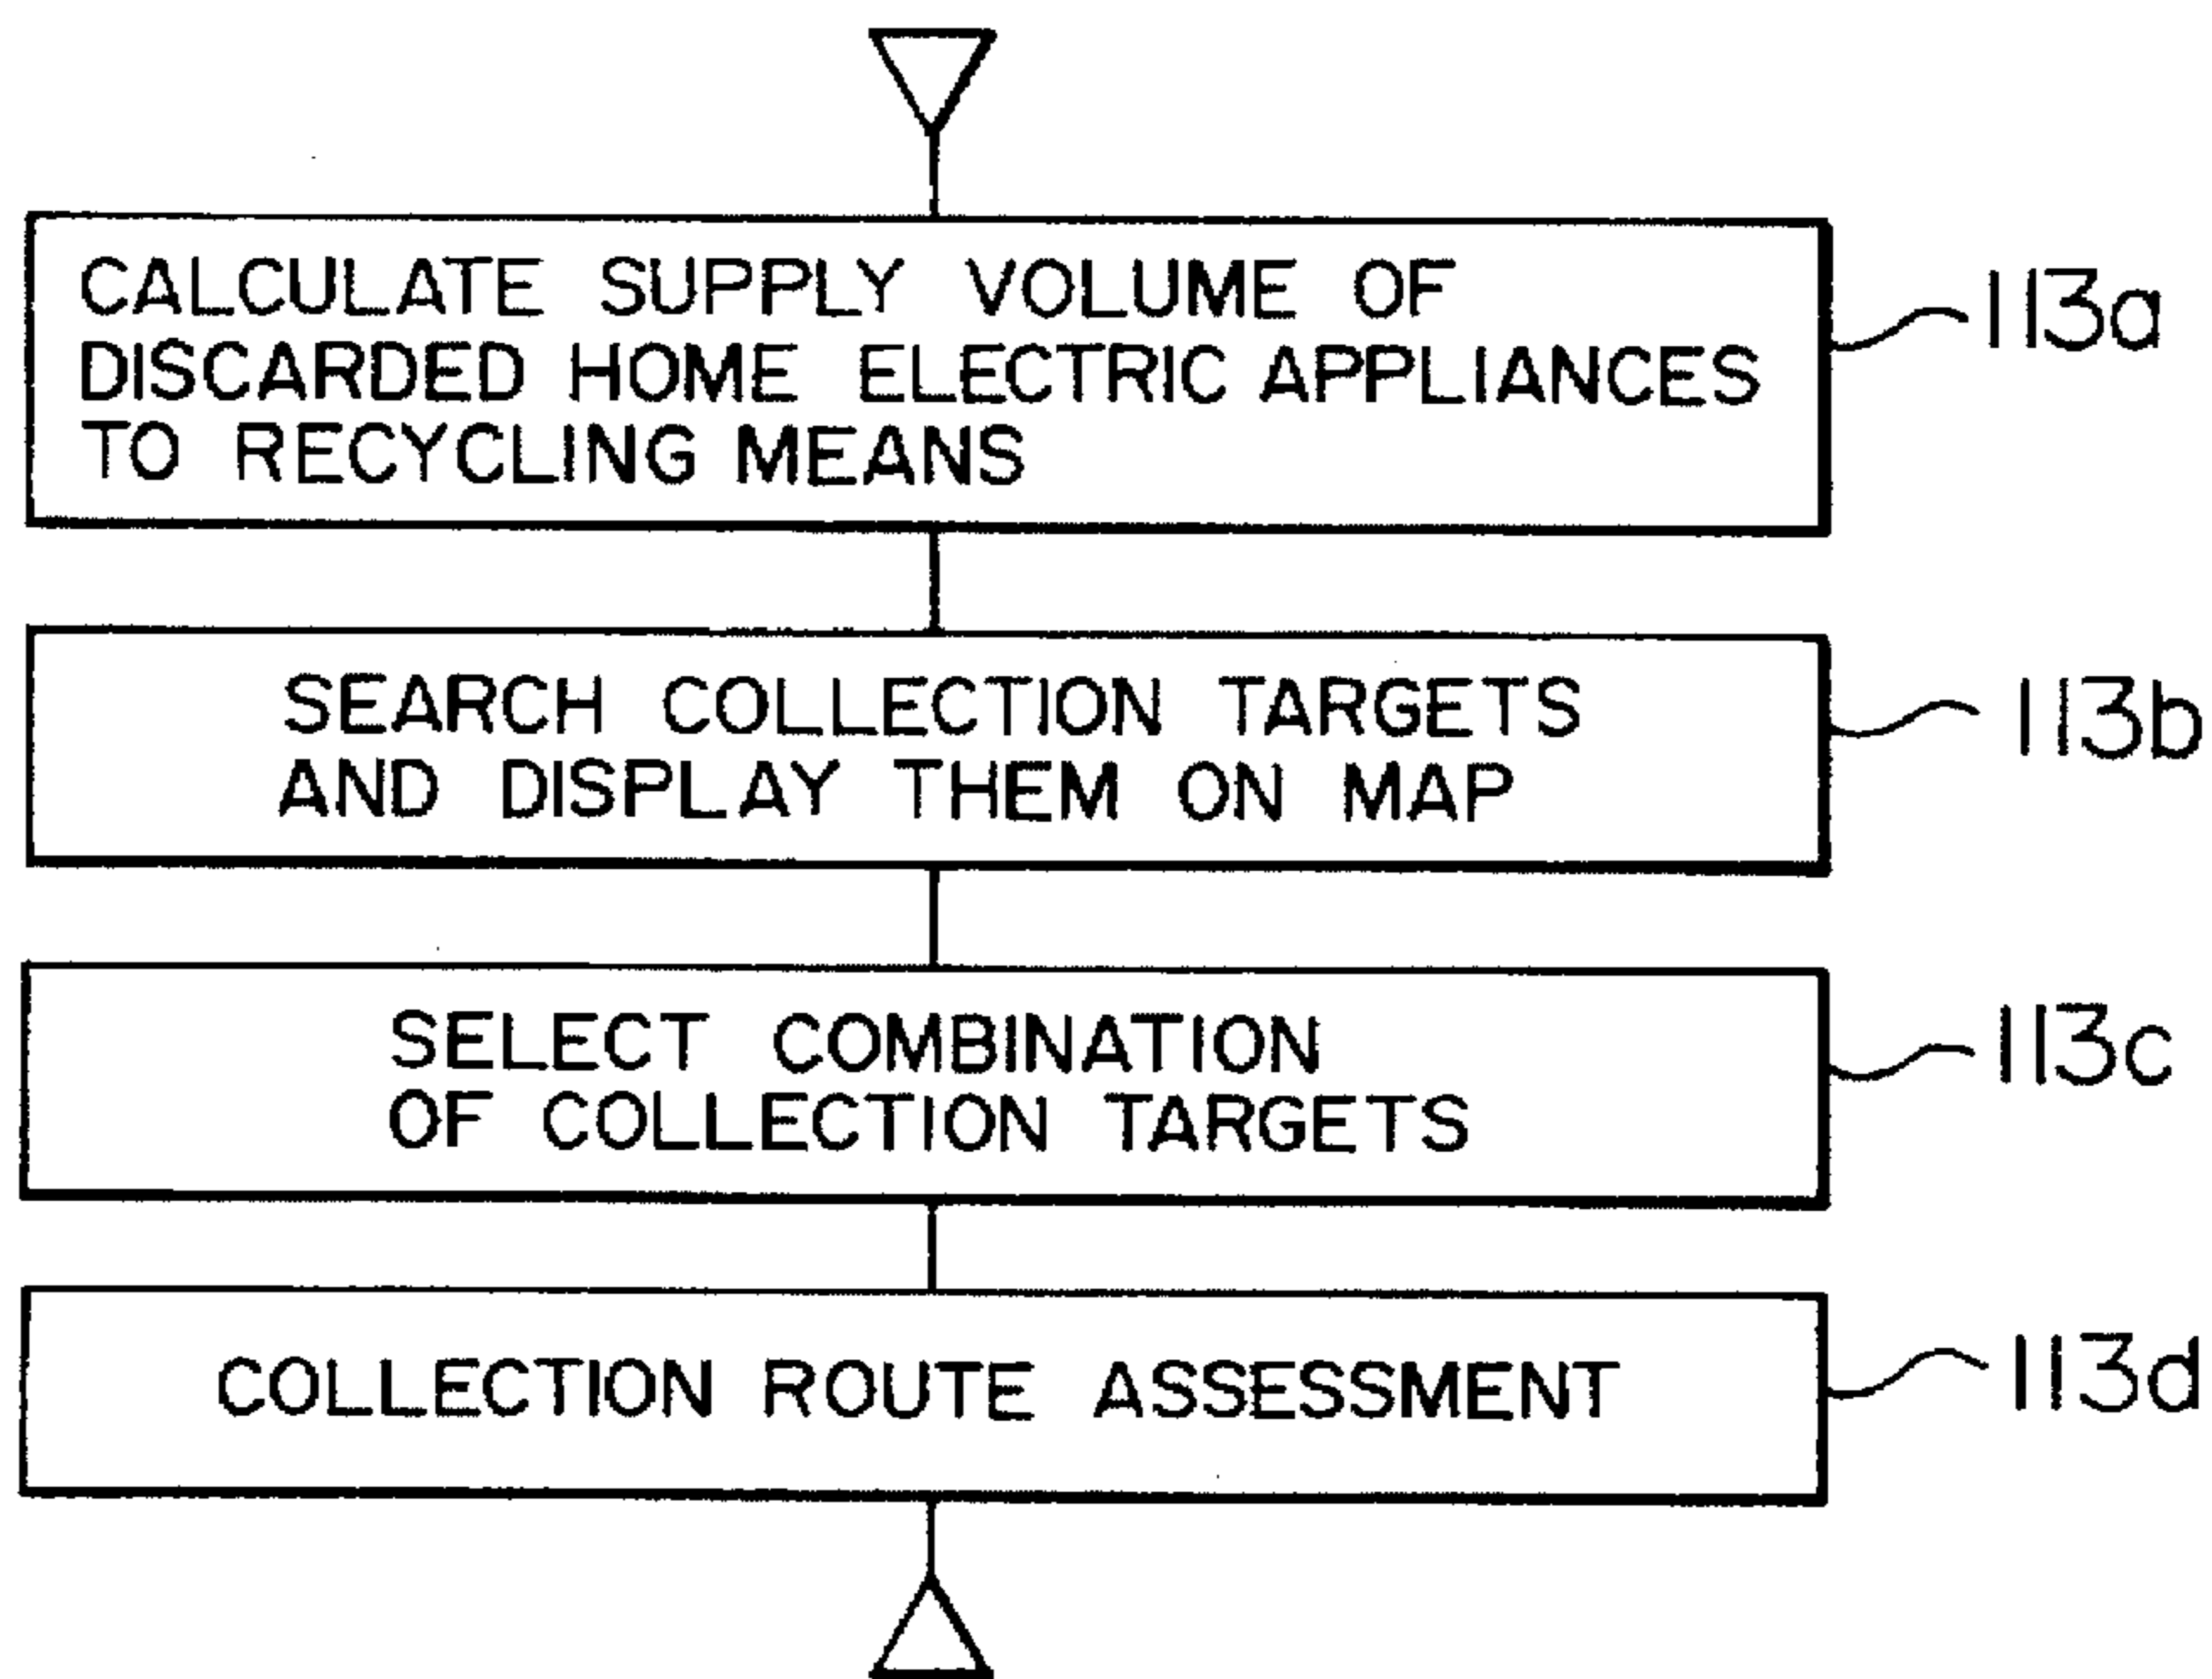 CALCULATE SUPPLY VOLUME OF
DISCARDED HOME ELECTRIC APPLIANCES
TO RECYCLING MEANS
113a
SEARCH COLLECTION TARGETS
AND DISPLAY THEM ON MAP
113b
SELECT COMBINATION
OF COLLECTION TARGETS
113c
COLLECTION ROUTE ASSESSMENT
113d